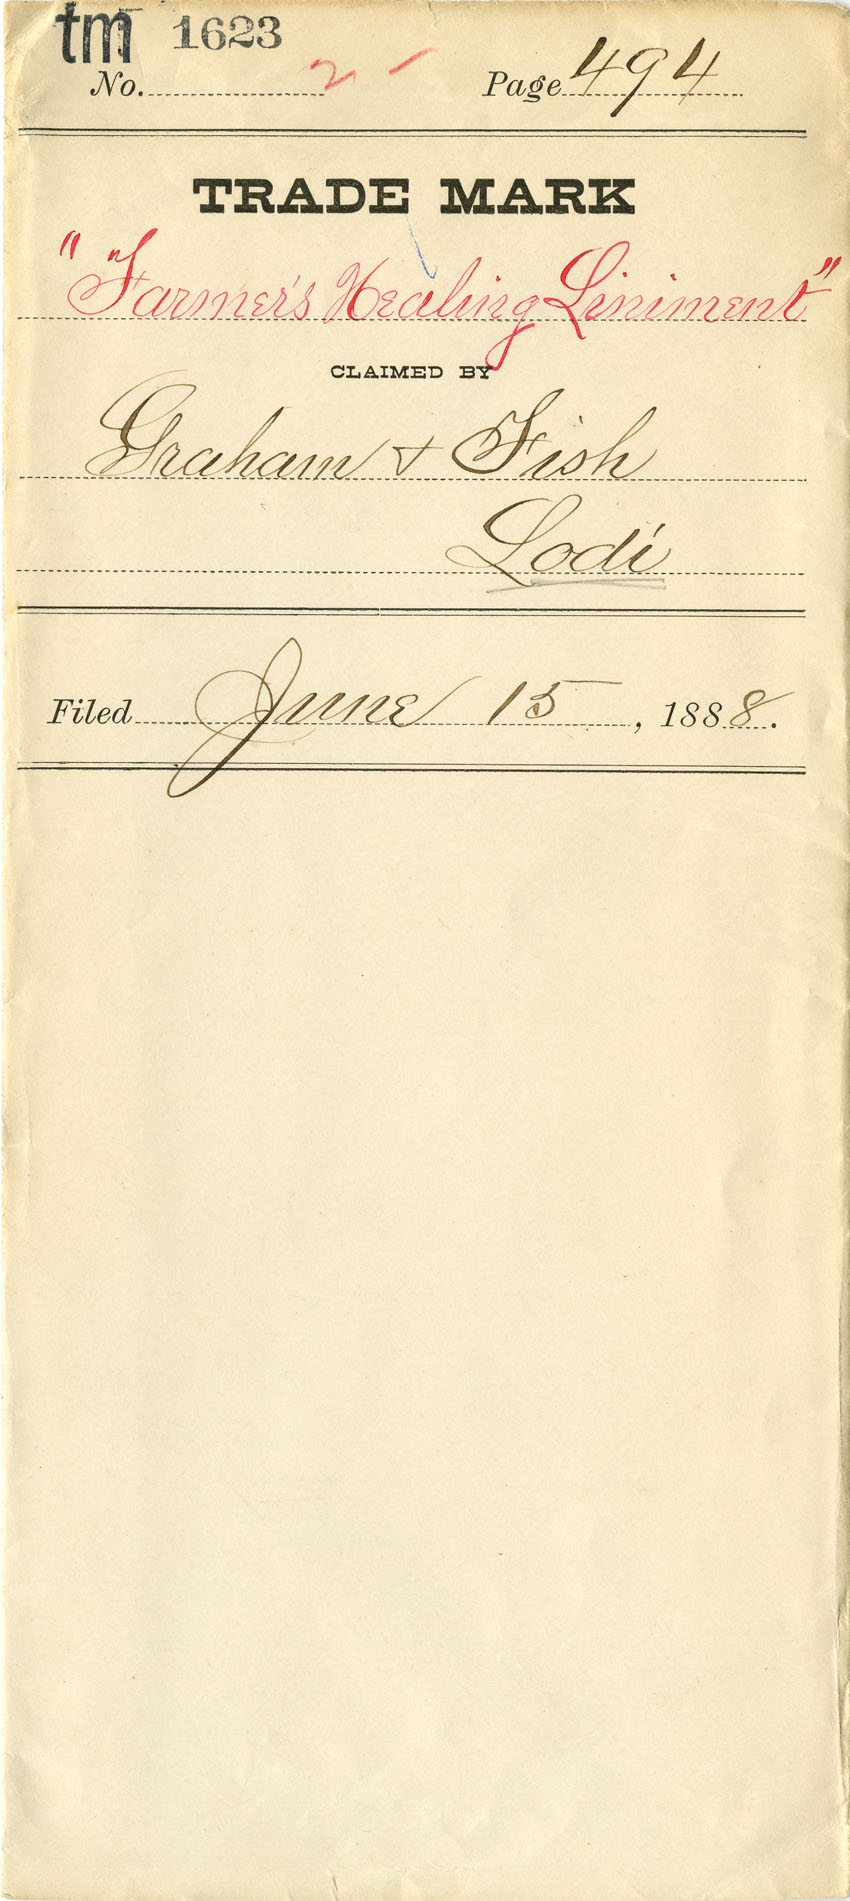 tm 1623
No. 2 - Page 494
TRADE MARK
"Farmer's Healing Liniment"
CLAIMED BY
Graham & Fish
Lodi
Filed June 15, 1888.